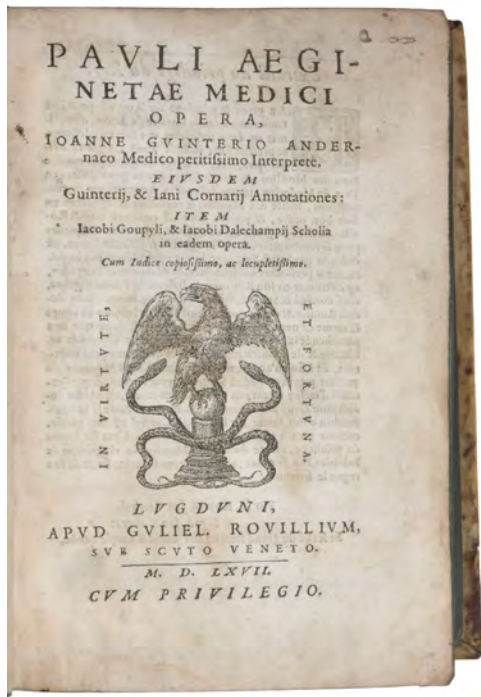 PAVLI AEGI-
NETAE MEDICI
OPERA,
IOANNE GVINTERIO ANDER-
naco Medico peritiſsimo Interprete.
EIVSDEM
Guinterij, & Iani Cornarij Annotationes:
ITEM
Iacobi Goupyli, & Iacobi Dalechampij Scholia
in eadem opera.
Cum Indice copioſiſsimo, ac locupletiſsimo.
IN VIRTVTE,
ET FORTVNA.
LVGDVNI,
APVD GVLIEL. ROVILLIVM,
SVB SCVTO VENETO.
M. D. LXVII.
CVM PRIVILEGIO.